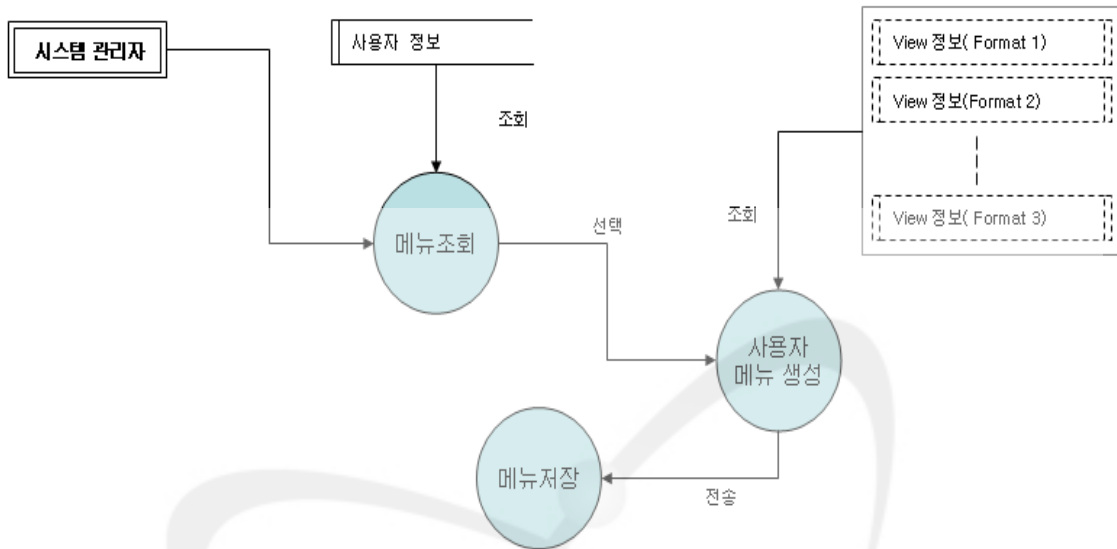 시스템 관리자
사용자 정보
View 정보( Format 1)
View 정보(Format 2)
조회
View 정보( Format 3)
조회
선택
메뉴조회
사용자
메뉴 생성
메뉴저장
전송